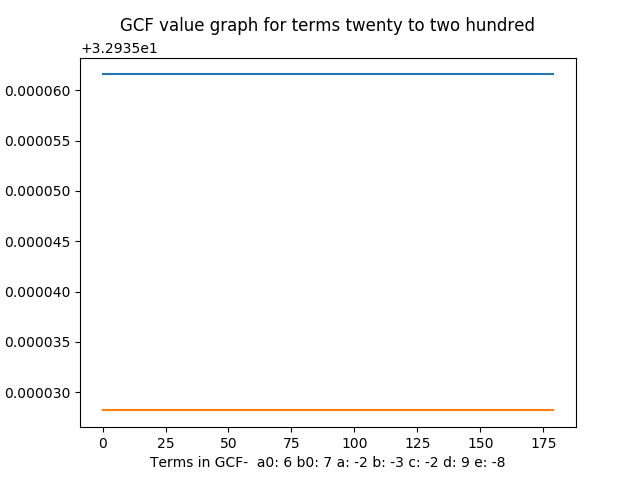 GCF value graph for terms twenty to two hundred
+3.2935e1
0.000060
0.000055
0.000050
0.000045
0.000040
0.000035
0.000030
0 25 50 75 100 125 150 175
Terms in GCF-  a0: 6 b0: 7 a: -2 b: -3 c: -2 d: 9 e: -8